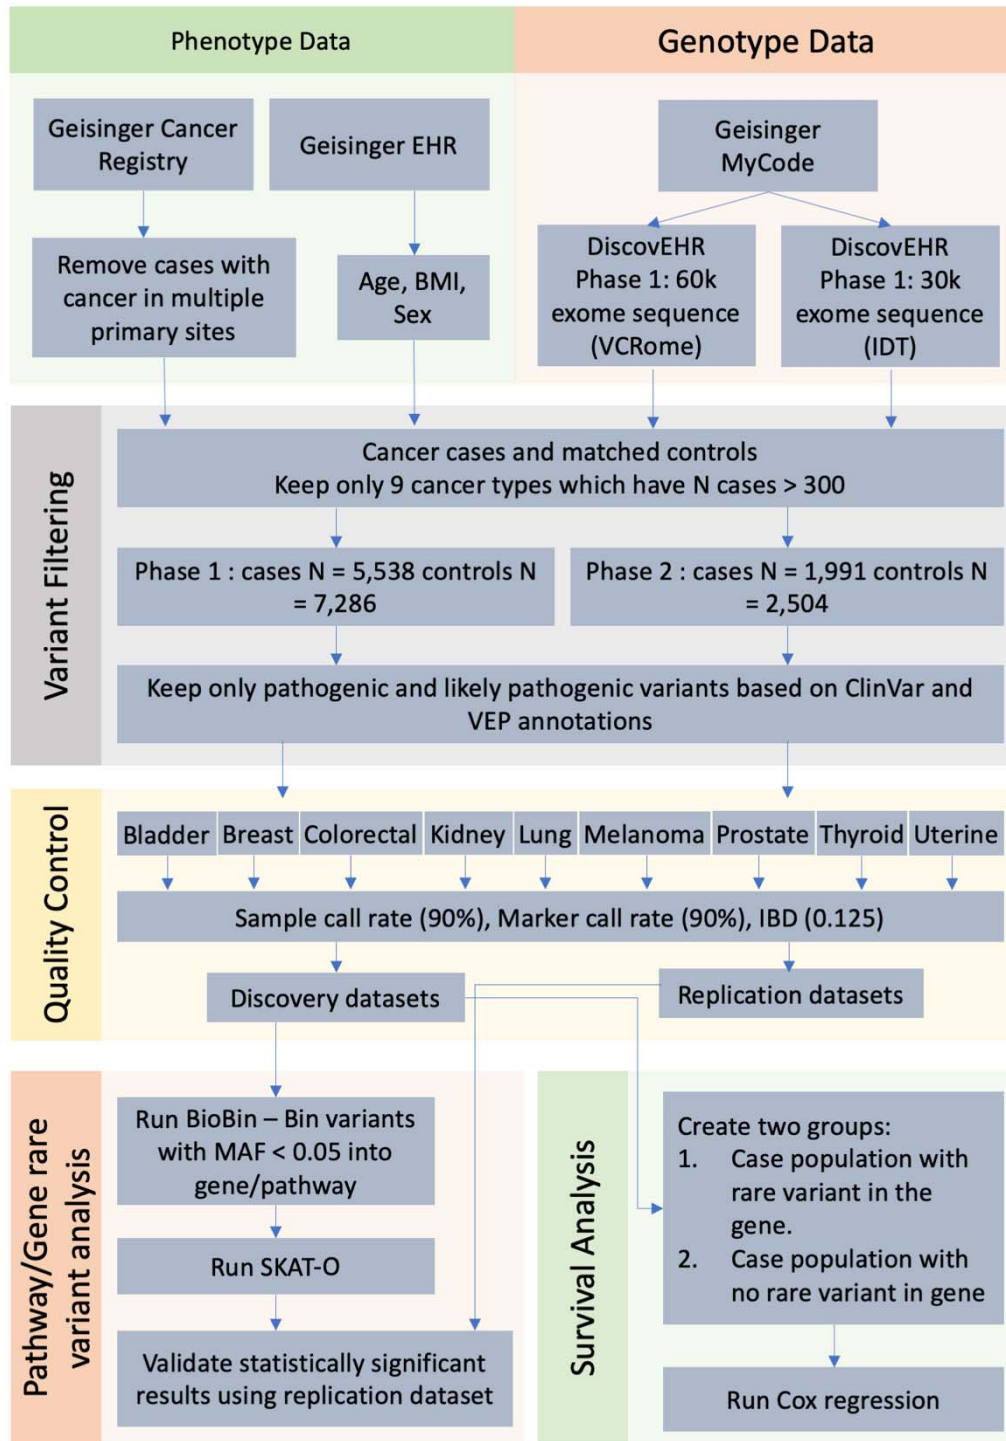 Phenotype Data
Genotype Data
Geisinger Cancer
Registry
Geisinger EHR
Geisinger
MyCode
Remove cases with
cancer in multiple
primary sites
Age, BMI,
Sex
DiscovEHR
Phase 1: 60k
exome sequence
(VCRome)
DiscovEHR
Phase 1: 30k
exome sequence
(IDT)
Variant Filtering
Cancer cases and matched controls
Keep only 9 cancer types which have N cases > 300
Phase 1 : cases N = 5,538 controls N
= 7,286
Phase 2 : cases N = 1,991 controls N
= 2,504
Keep only pathogenic and likely pathogenic variants based on ClinVar and
VEP annotations
Quality Control
Bladder Breast Colorectal Kidney Lung Melanoma Prostate Thyroid Uterine
Sample call rate (90%), Marker call rate (90%), IBD (0.125)
Discovery datasets
Replication datasets
Pathway/Gene rare
variant analysis
Run BioBin – Bin variants
with MAF < 0.05 into
gene/pathway
Run SKAT-O
Validate statistically significant
results using replication dataset
Survival Analysis
Create two groups:
1. Case population with
rare variant in the
gene.
2. Case population with
no rare variant in gene
Run Cox regression